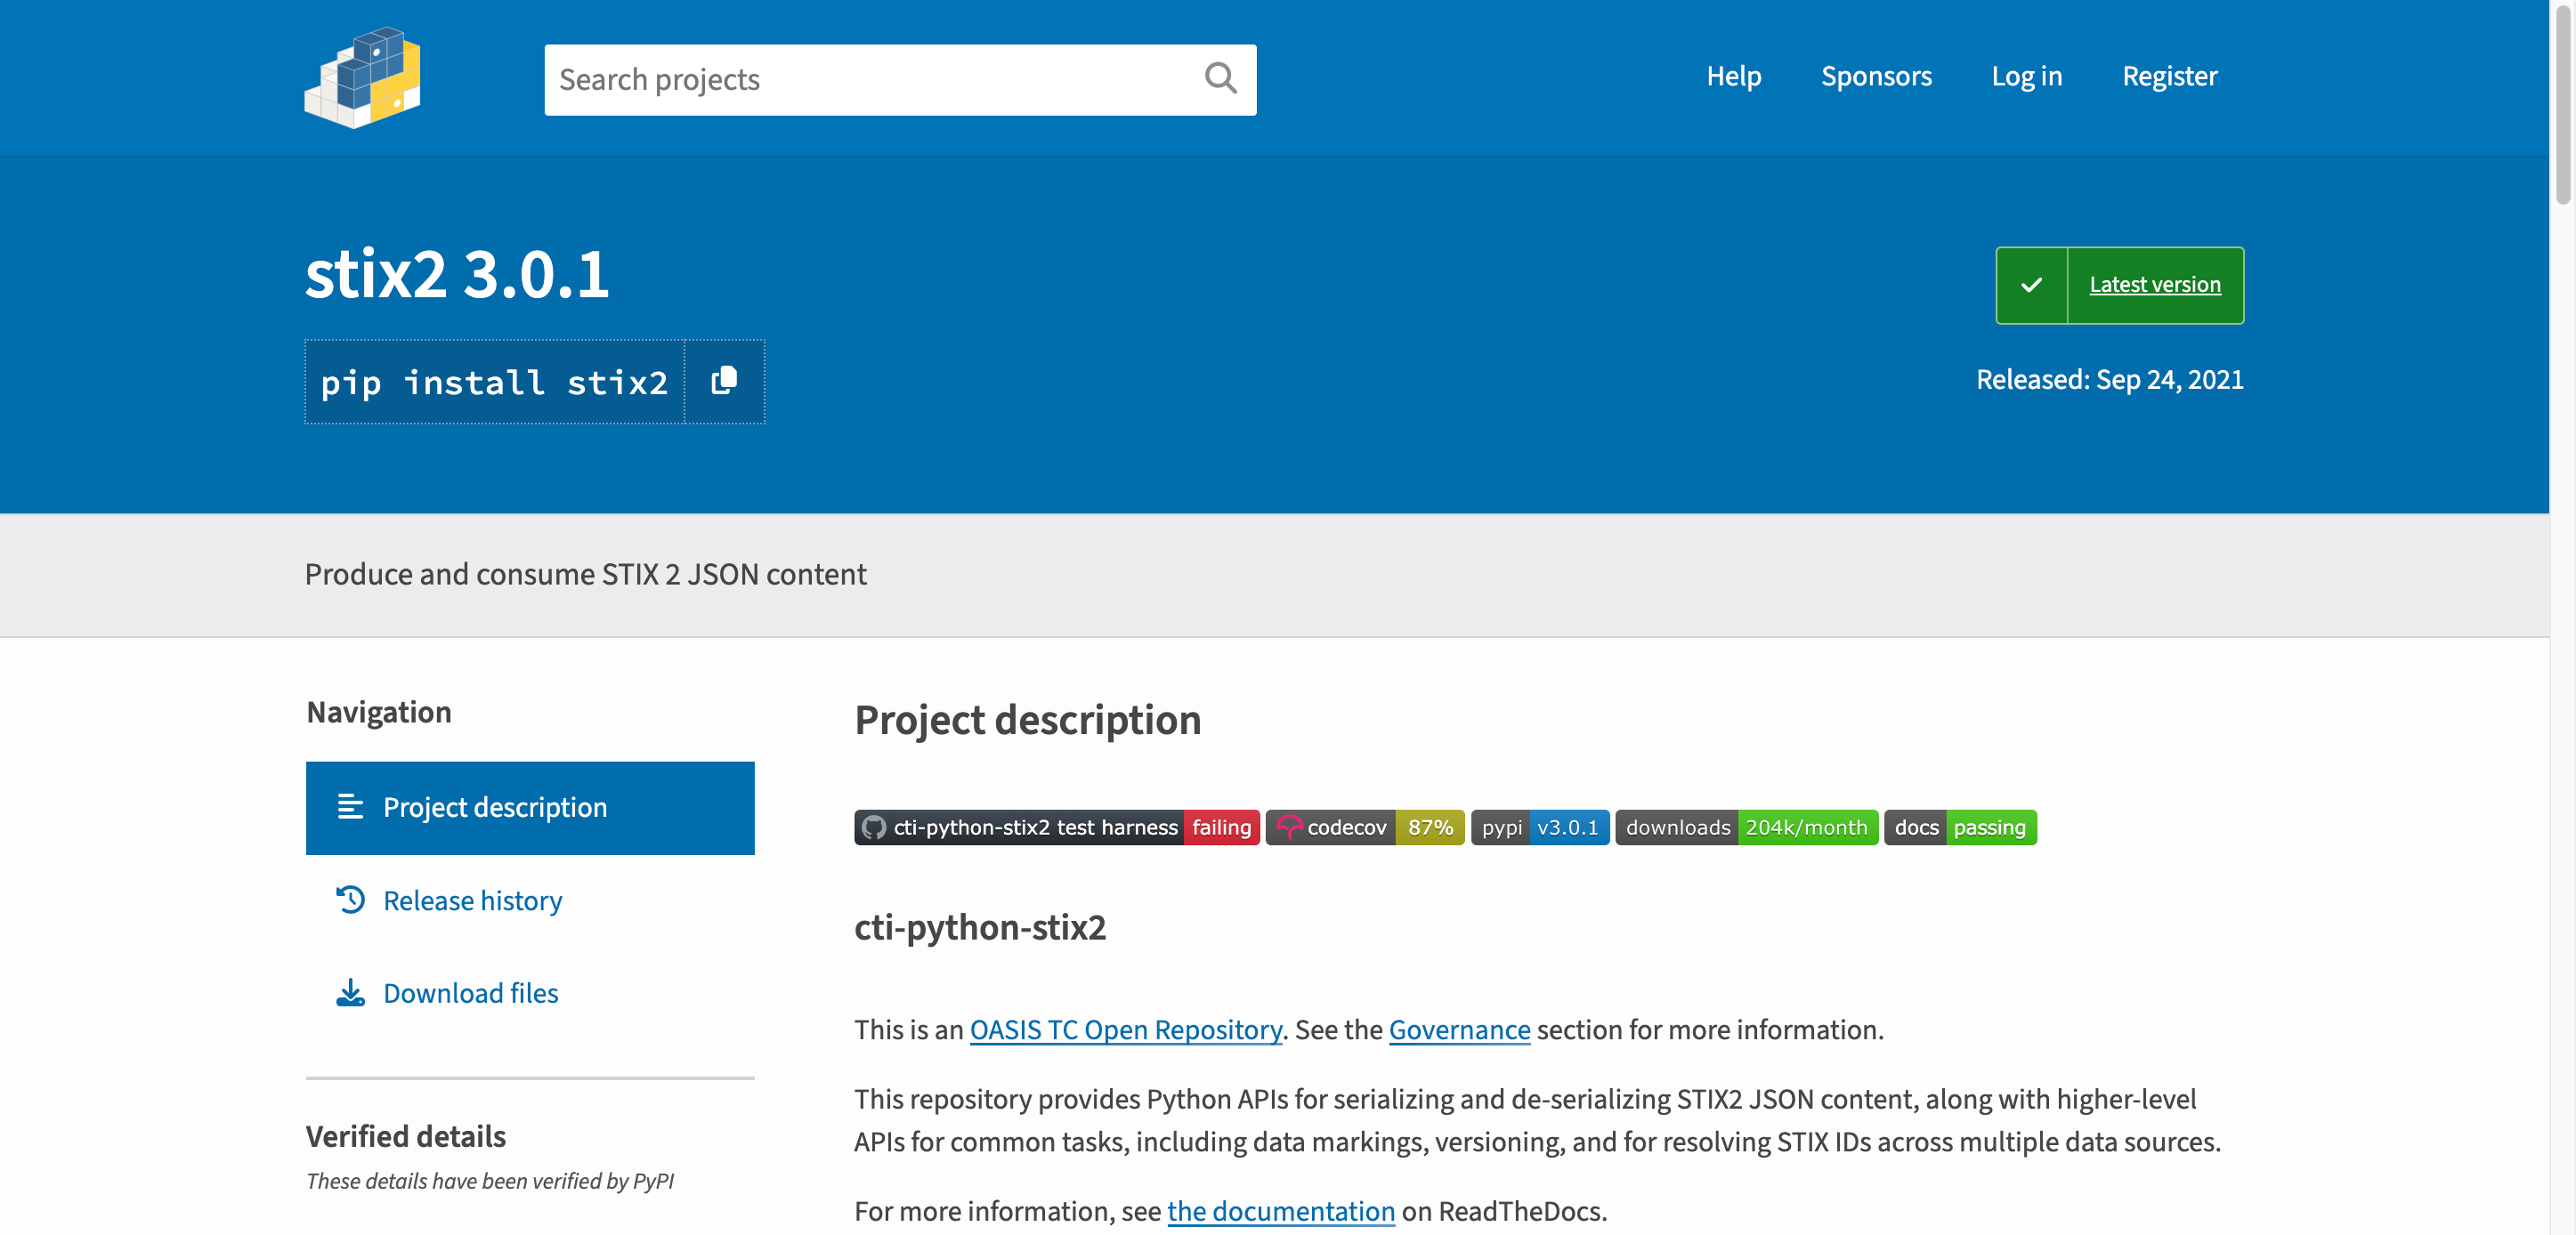 Search projects
Help
Sponsors
Log in
Register
stix2 3.0.1
pip install stix2
Latest version
Released: Sep 24, 2021
Produce and consume STIX 2 JSON content
Navigation
Project description
Release history
Download files
Verified details
These details have been verified by PyPI
Project description
cti-python-stix2 test harness failing codecov 87% pypi v3.0.1 downloads 204k/month docs passing
cti-python-stix2
This is an OASIS TC Open Repository. See the Governance section for more information.
This repository provides Python APIs for serializing and de-serializing STIX2 JSON content, along with higher-level
APIs for common tasks, including data markings, versioning, and for resolving STIX IDs across multiple data sources.
For more information, see the documentation on ReadTheDocs.